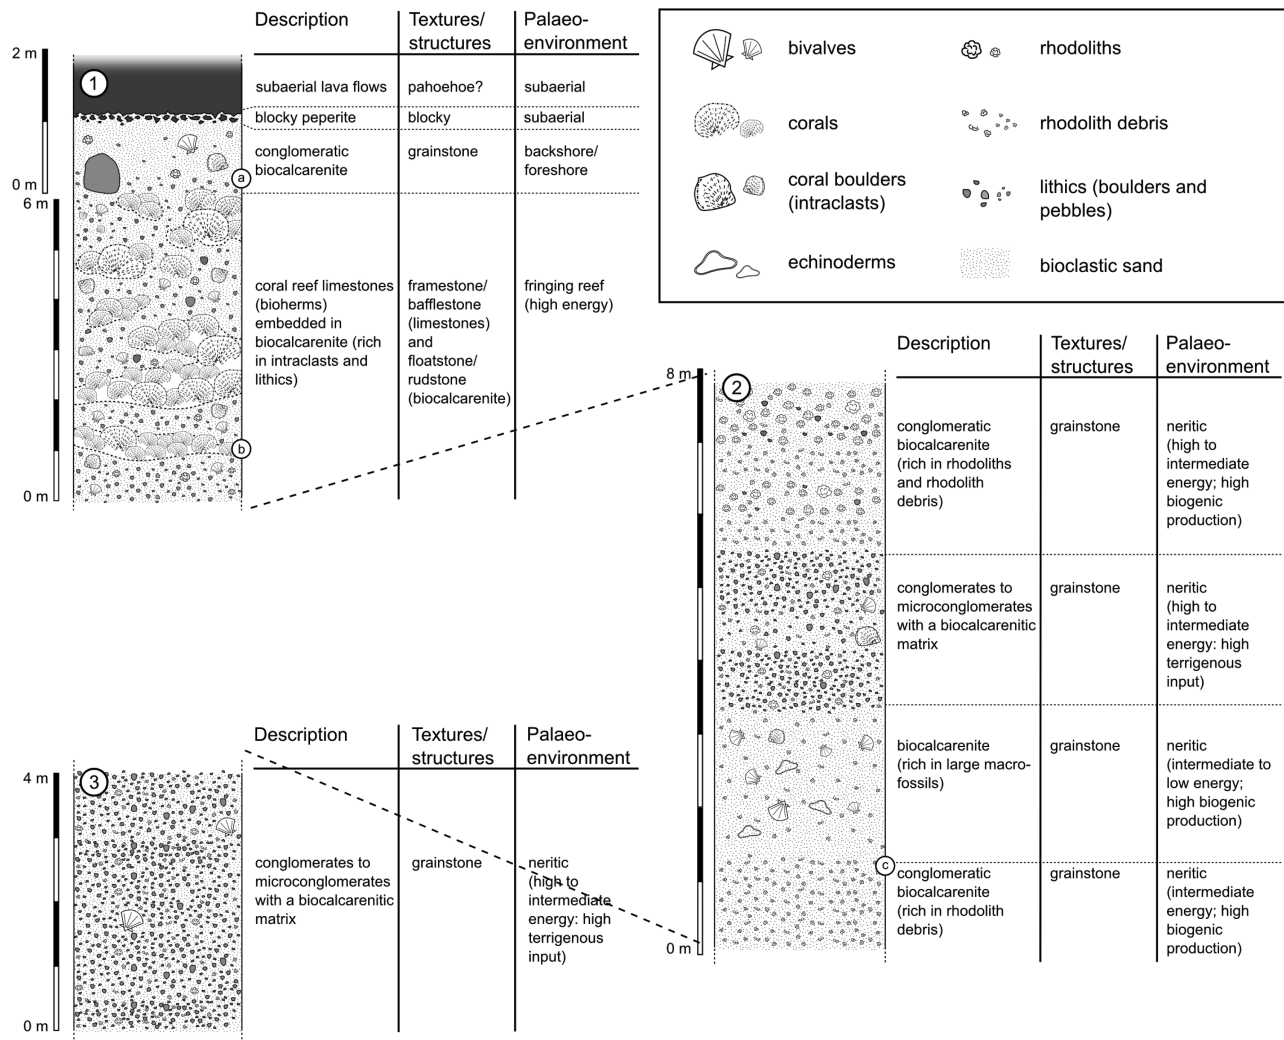 Description
Textures/
structures
Palaeo-
environment
2 m
0 m
6 m
0 m
1
subaerial lava flows
pahoehoe?
subaerial
blocky peperite
blocky
subaerial
conglomeratic
biocalcarenite
grainstone
backshore/
foreshore
a
coral reef limestones
(bioherms)
embedded in
biocalcarenite (rich
in intraclasts and
lithics)
framestone/
bafflestone
(limestones)
and
floatstone/
rudstone
(biocalcarenite)
fringing reef
(high energy)
b
bivalves
corals
coral boulders
(intraclasts)
echinoderms
rhodoliths
rhodolith debris
lithics (boulders and
pebbles)
bioclastic sand
Description
Textures/
structures
Palaeo-
environment
8 m
0 m
2
conglomeratic
biocalcarenite
(rich in rhodoliths
and rhodolith
debris)
grainstone
neritic
(high to
intermediate
energy; high
biogenic
production)
conglomerates to
microconglomerates
with a biocalcarenitic
matrix
grainstone
neritic
(high to
intermediate
energy: high
terrigenous
input)
biocalcarenite
(rich in large macro-
fossils)
grainstone
neritic
(intermediate to
low energy;
high biogenic
production)
c
conglomeratic
biocalcarenite
(rich in rhodolith
debris)
grainstone
neritic
(intermediate
energy; high
biogenic
production)
Description
Textures/
structures
Palaeo-
environment
4 m
0 m
3
conglomerates to
microconglomerates
with a biocalcarenitic
matrix
grainstone
neritic
(high to
intermediate
energy: high
terrigenous
input)